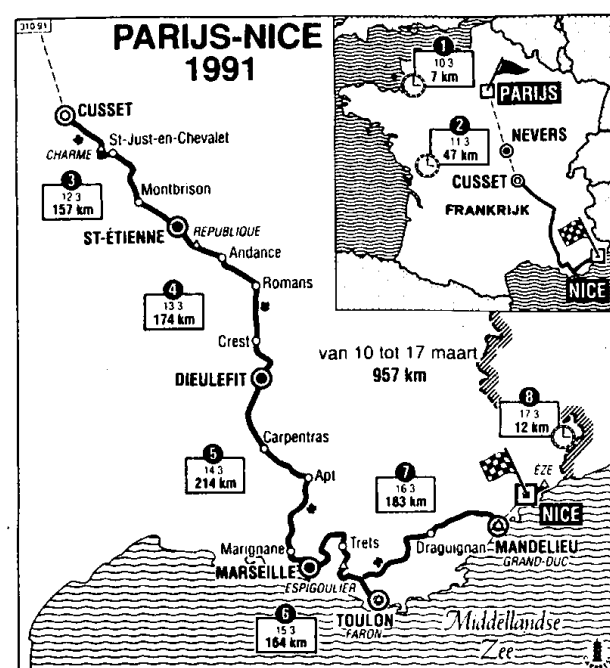 PARIJS-NICE
1991
1
10 3
7 km
PARIJS
2
11 3
47 km
NEVERS
CUSSET
FRANKRIJK
NICE
CUSSET
CHARME
St-Just-en-Chevalet
3
12 3
157 km
Montbrison
ST-ÉTIENNE
REPUBLIQUE
Andance
Romans
4
13 3
174 km
Crest
van 10 tot 17 maart
957 km
DIEULEFIT
8
17 3
12 km
Carpentras
5
14 3
214 km
Apt
7
16 3
183 km
ÈZE
NICE
Marignane
Trets
Draguignan
MANDELIEU
GRAND-DUC
MARSEILLE
ESPIGOULIER
TOULON
FARON
6
15 3
164 km
Middellandse
Zee